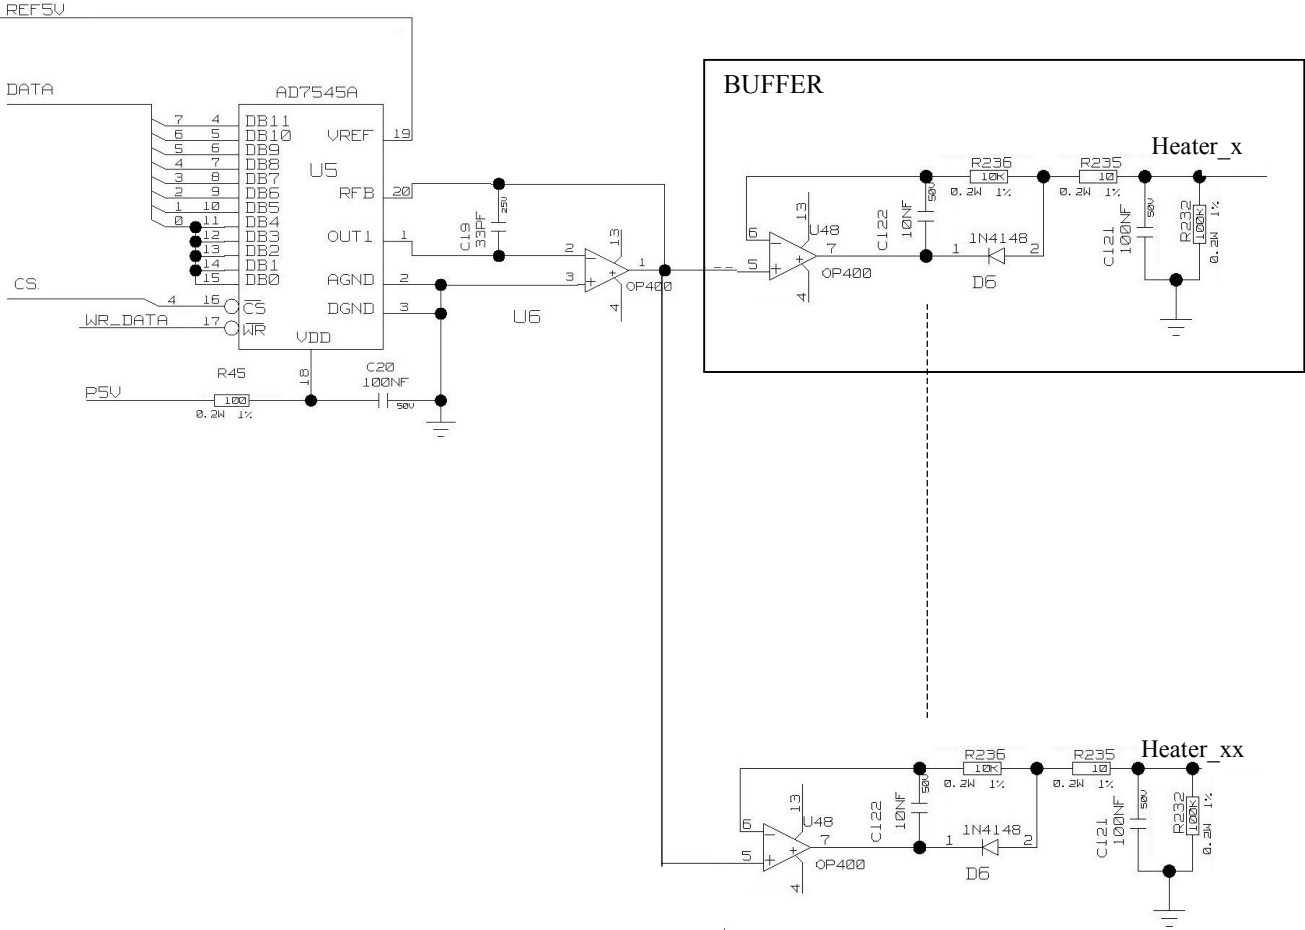 REF5V
DATA
AD7545A
U5
7 4 DB11
6 5 DB10
5 6 DB9
4 7 DB8
3 8 DB7
2 9 DB6
1 10 DB5
0 11 DB4
12 DB3
13 DB2
14 DB1
15 DB0
VREF 19
RFB 20
OUT1 1
AGND 2
DGND 3
CS
4 16 CS
WR_DATA 17 WR
VDD
18
R45
P5V
100
0.2W 1%
C20
100NF
50V
C19
33PF
25V
2
3
13
1
4
OP400
U6
BUFFER
Heater_x
R236
10K
0.2W 1%
R235
10
0.2W 1%
13
U48
6
5
7
4
OP400
C122
10NF
50V
1N4148
1 2
D6
C121
100NF
50V
R232
100K
0.2W 1%
Heater_xx
R236
10K
0.2W 1%
R235
10
0.2W 1%
13
U48
6
5
7
4
OP400
C122
10NF
50V
1N4148
1 2
D6
C121
100NF
50V
R232
100K
0.2W 1%